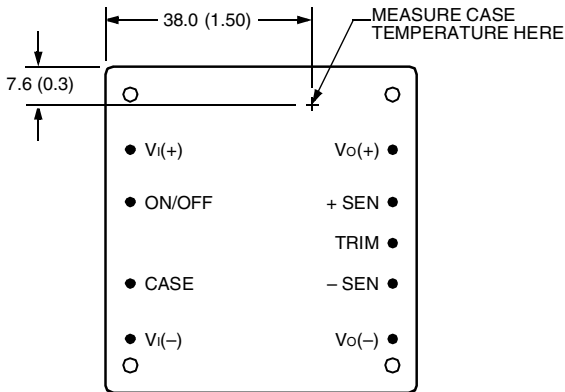 38.0 (1.50)
MEASURE CASE
TEMPERATURE HERE
7.6 (0.3)
VI(+)
VO(+)
ON/OFF
+ SEN
TRIM
CASE
– SEN
VI(–)
VO(–)